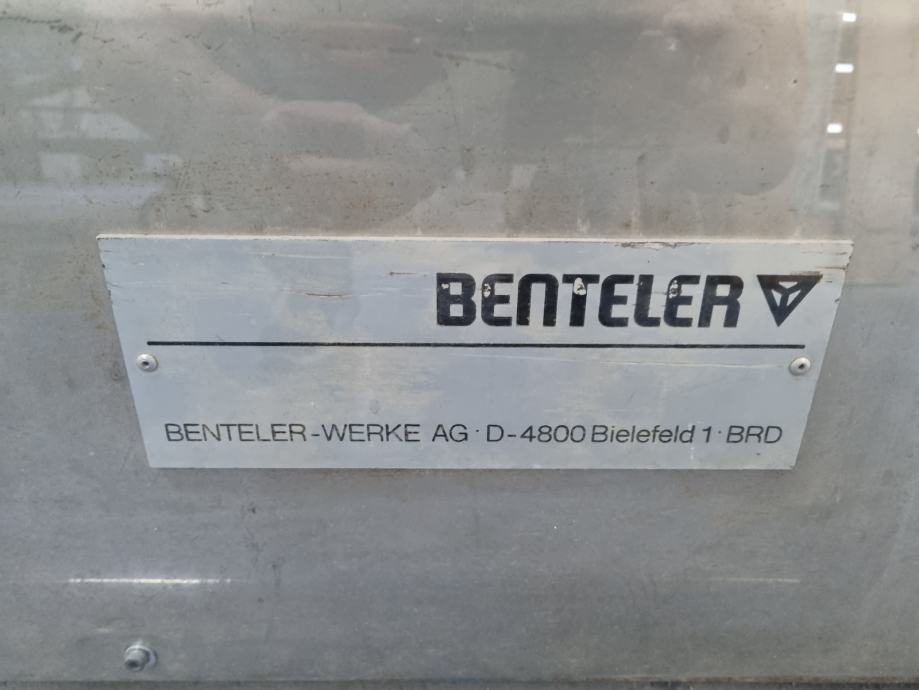 BENTELER
BENTELER-WERKE AG · D-4800 Bielefeld 1 · BRD